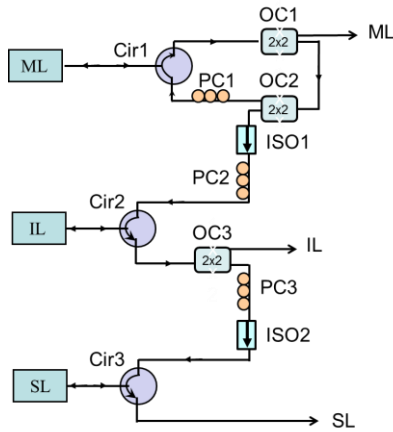 OC1
2x2
ML
Cir1
ML
PC1
OC2
2x2
ISO1
PC2
Cir2
IL
OC3
2x2
IL
PC3
ISO2
Cir3
SL
SL